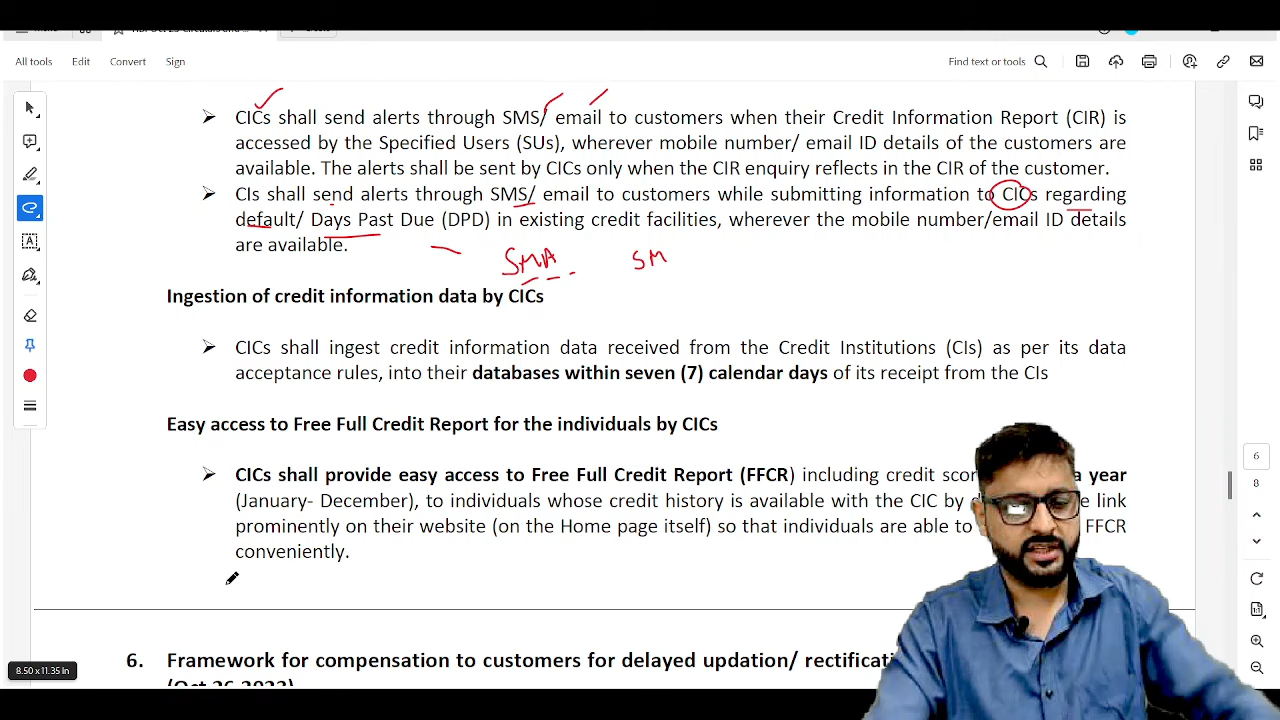 All tools Edit Convert Sign Find text or tools
CICs shall send alerts through SMS/ email to customers when their Credit Information Report (CIR) is
accessed by the Specified Users (SUs), wherever mobile number/ email ID details of the customers are
available. The alerts shall be sent by CICs only when the CIR enquiry reflects in the CIR of the customer.
CIs shall send alerts through SMS/ email to customers while submitting information to CICs regarding
default/ Days Past Due (DPD) in existing credit facilities, wherever the mobile number/email ID details
are available.
SMA SM
Ingestion of credit information data by CICs
CICs shall ingest credit information data received from the Credit Institutions (CIs) as per its data
acceptance rules, into their databases within seven (7) calendar days of its receipt from the CIs
Easy access to Free Full Credit Report for the individuals by CICs
CICs shall provide easy access to Free Full Credit Report (FFCR) including credit a year
(January- December), to individuals whose credit history is available with the CIC by link
prominently on their website (on the Home page itself) so that individuals are able to FFCR
conveniently.
6
8
6. Framework for compensation to customers for delayed updation/
8.50 x 11.35 in